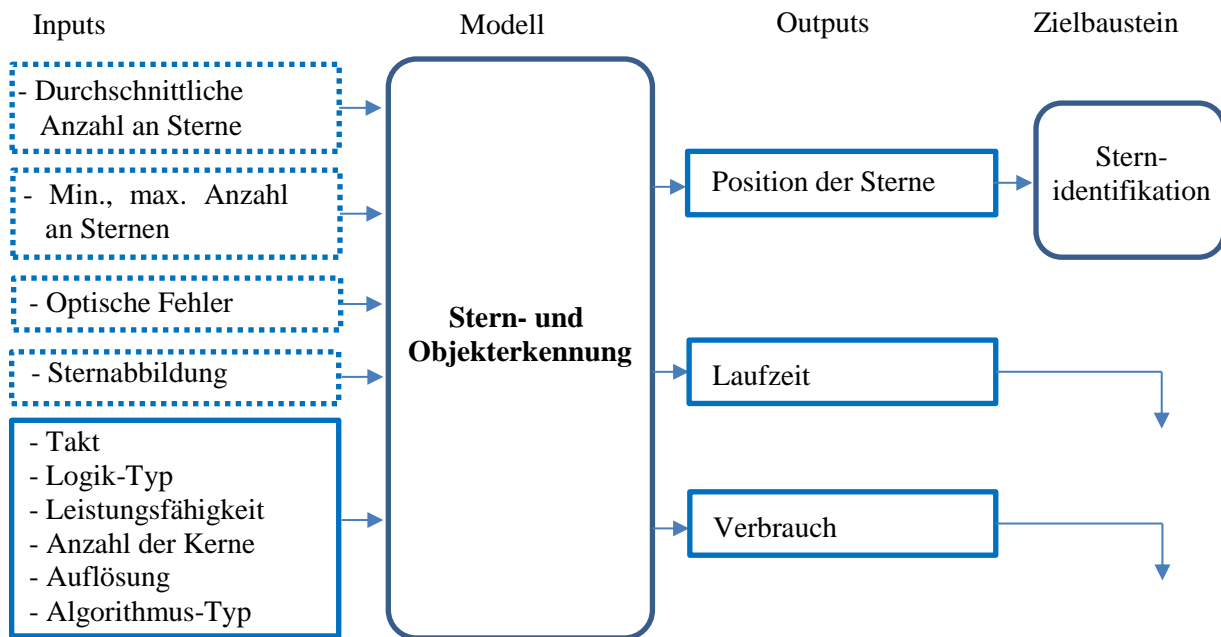 Inputs
Modell
Outputs
Zielbaustein
- Durchschnittliche
Anzahl an Sterne
- Min., max. Anzahl
an Sternen
- Optische Fehler
- Sternabbildung
- Takt
- Logik-Typ
- Leistungsfähigkeit
- Anzahl der Kerne
- Auflösung
- Algorithmus-Typ
Stern- und
Objekterkennung
Position der Sterne
Laufzeit
Verbrauch
Stern-
identifikation